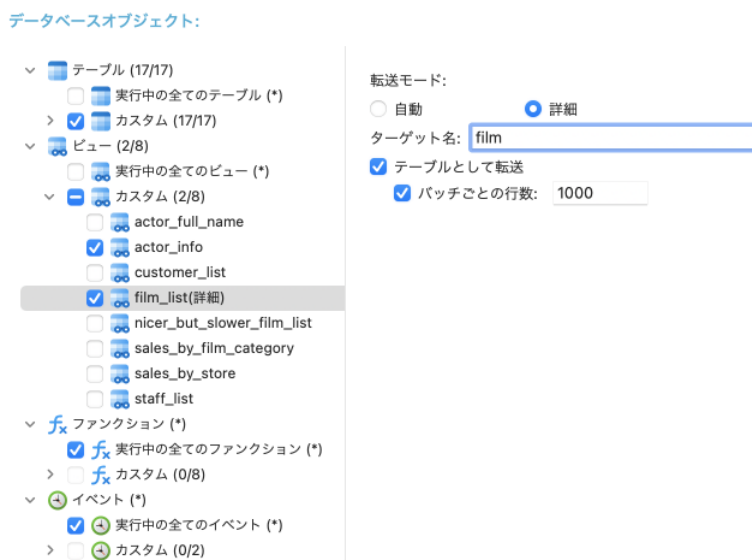 データベースオブジェクト:
テーブル (17/17)
実行中の全てのテーブル (*)
カスタム (17/17)
ビュー (2/8)
実行中の全てのビュー (*)
カスタム (2/8)
actor_full_name
actor_info
customer_list
film_list(詳細)
nicer_but_slower_film_list
sales_by_film_category
sales_by_store
staff_list
ファンクション (*)
実行中の全てのファンクション (*)
カスタム (0/8)
イベント (*)
実行中の全てのイベント (*)
カスタム (0/2)
転送モード:
自動 詳細
ターゲット名: film
テーブルとして転送
バッチごとの行数: 1000